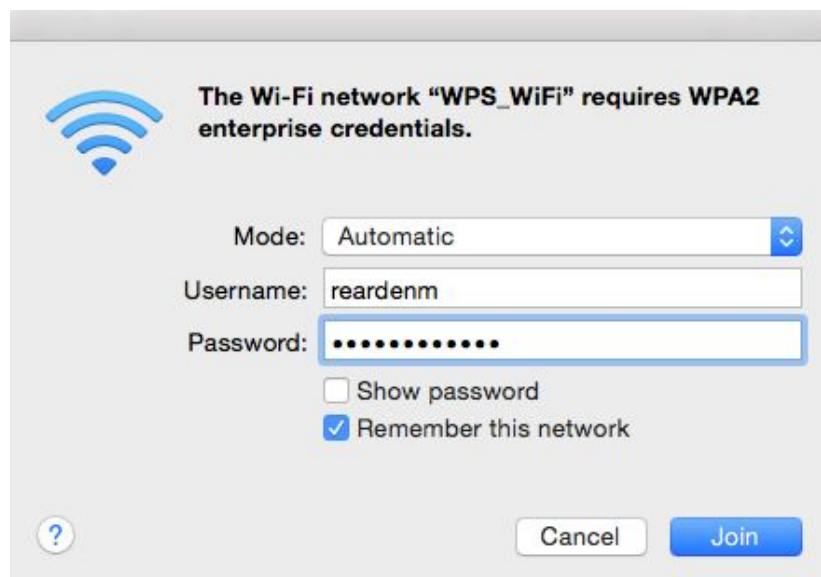 The Wi-Fi network “WPS_WiFi” requires WPA2
enterprise credentials.
Mode: Automatic
Username: reardenm
Password: ••••••••••••
Show password
Remember this network
? Cancel Join